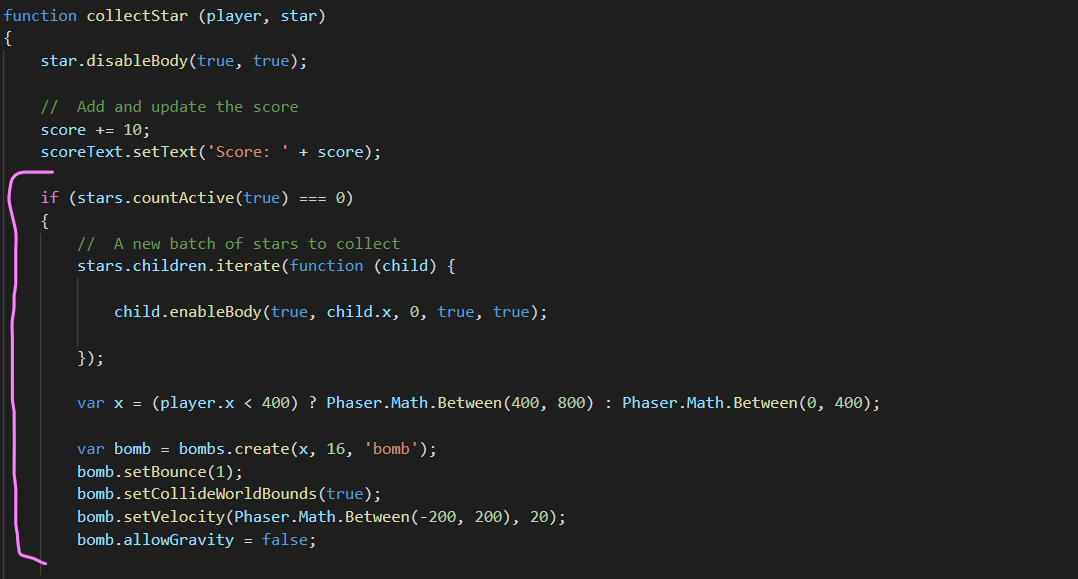 function collectStar (player, star)
{
    star.disableBody(true, true);

    //  Add and update the score
    score += 10;
    scoreText.setText('Score: ' + score);

    if (stars.countActive(true) === 0)
    {
        //  A new batch of stars to collect
        stars.children.iterate(function (child) {

            child.enableBody(true, child.x, 0, true, true);

        });

        var x = (player.x < 400) ? Phaser.Math.Between(400, 800) : Phaser.Math.Between(0, 400);

        var bomb = bombs.create(x, 16, 'bomb');
        bomb.setBounce(1);
        bomb.setCollideWorldBounds(true);
        bomb.setVelocity(Phaser.Math.Between(-200, 200), 20);
        bomb.allowGravity = false;